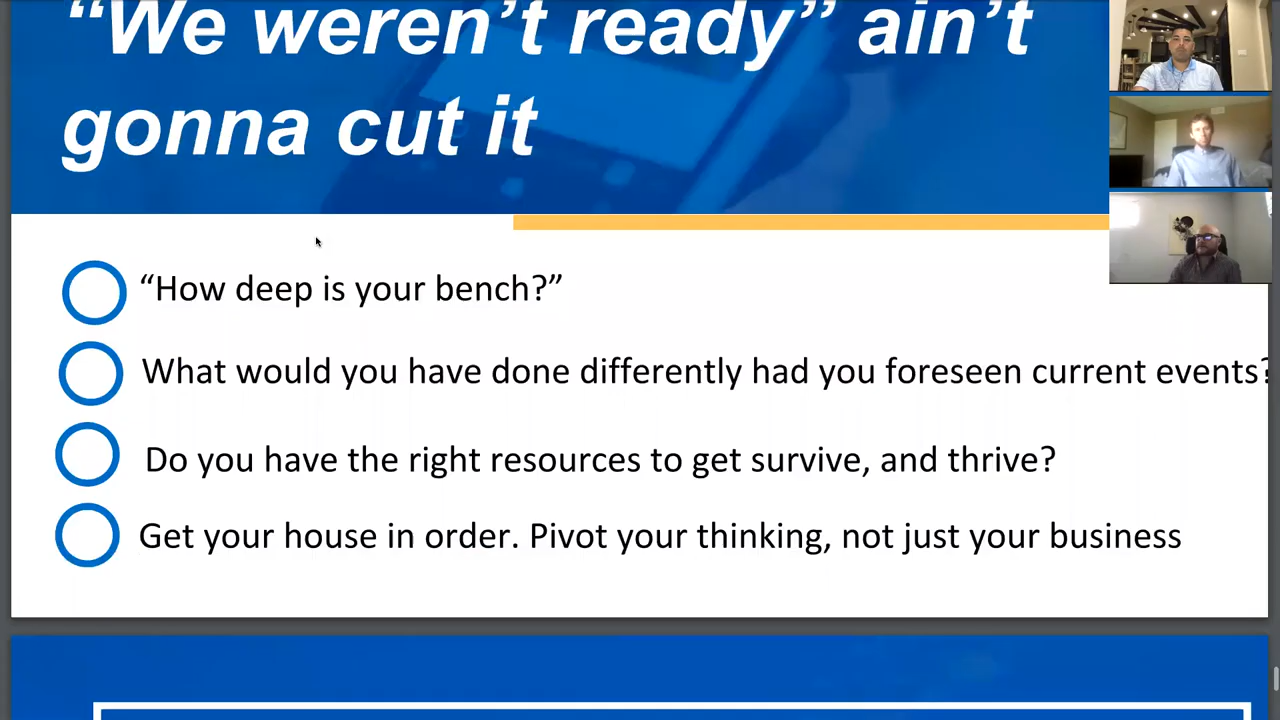 “We weren’t ready” ain’t
gonna cut it
“How deep is your bench?”
What would you have done differently had you foreseen current events?
Do you have the right resources to get survive, and thrive?
Get your house in order. Pivot your thinking, not just your business